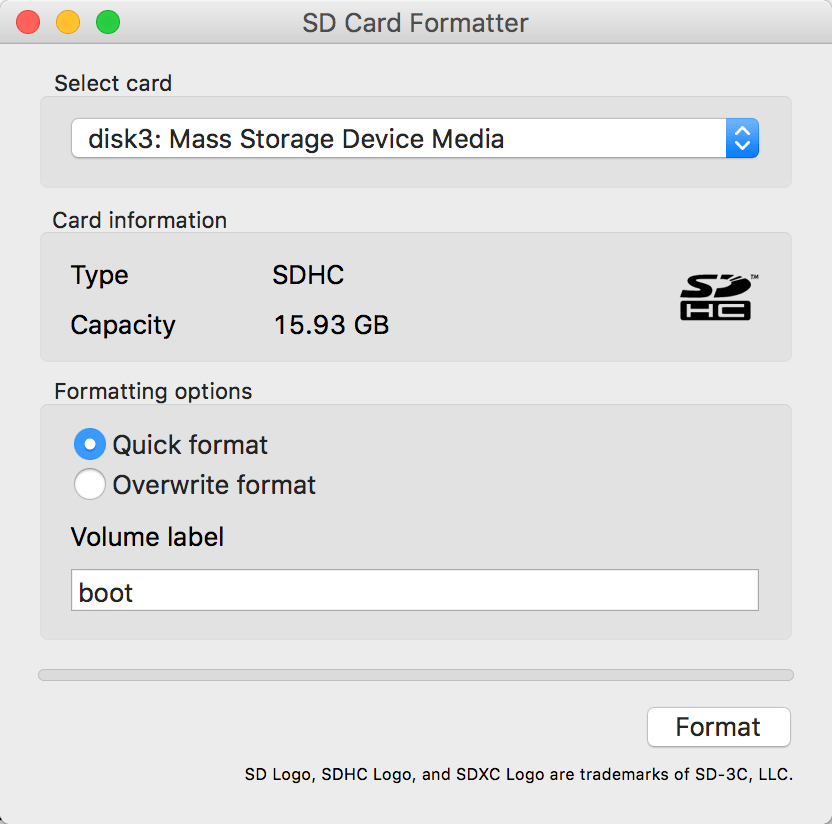 SD Card Formatter
Select card
disk3: Mass Storage Device Media
Card information
Type SDHC
Capacity 15.93 GB
SD™
HC
Formatting options
Quick format
Overwrite format
Volume label
boot
Format
SD Logo, SDHC Logo, and SDXC Logo are trademarks of SD-3C, LLC.